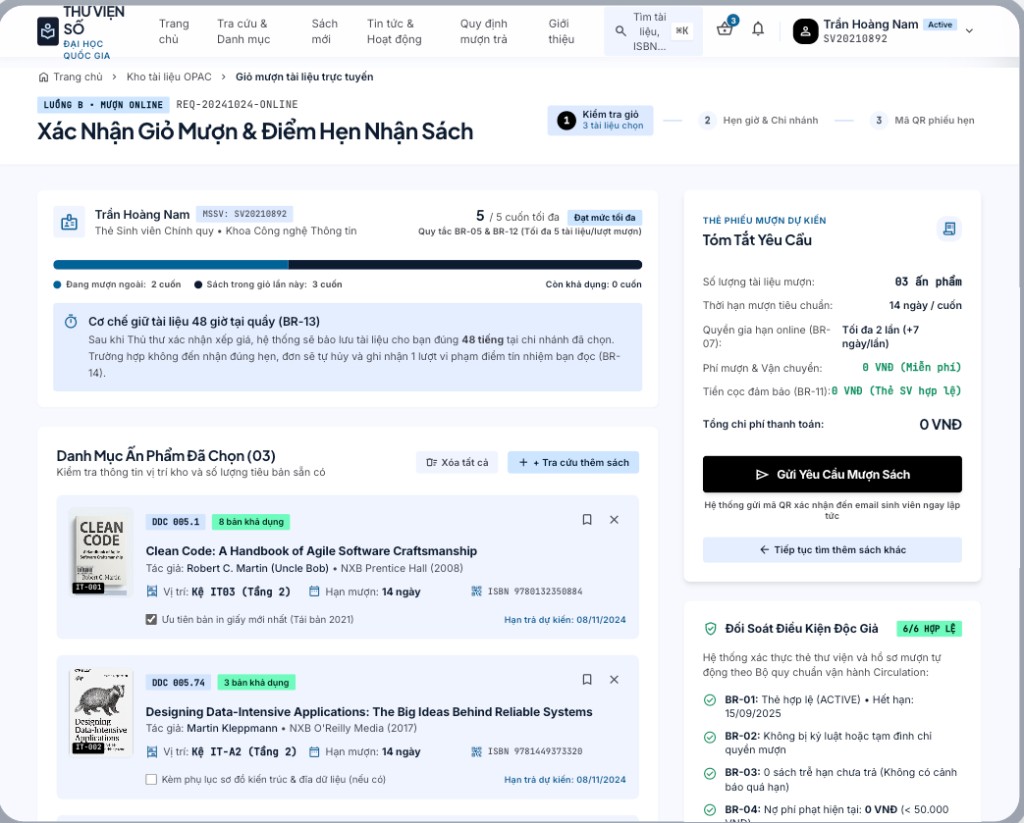 THƯ VIỆN
SỐ
ĐẠI HỌC
QUỐC GIA
Trang
chủ
Tra cứu &
Danh mục
Sách
mới
Tin tức &
Hoạt động
Quy định
mượn trả
Giới
thiệu
Tìm tài
liệu,
ISBN...
⌘K
3
Trần Hoàng Nam Active
SV20210892
Trang chủ > Kho tài liệu OPAC > Giỏ mượn tài liệu trực tuyến
LUỒNG B • MƯỢN ONLINE REQ-20241024-ONLINE
Xác Nhận Giỏ Mượn & Điểm Hẹn Nhận Sách
1 Kiểm tra giỏ
3 tài liệu chọn
2 Hẹn giờ & Chi nhánh
3 Mã QR phiếu hẹn
Trần Hoàng Nam MSSV: SV20210892
Thẻ Sinh viên Chính quy • Khoa Công nghệ Thông tin
5 / 5 cuốn tối đa Đạt mức tối đa
Quy tắc BR-05 & BR-12 (Tối đa 5 tài liệu/lượt mượn)
Đang mượn ngoài: 2 cuốn Sách trong giỏ lần này: 3 cuốn Còn khả dụng: 0 cuốn
Cơ chế giữ tài liệu 48 giờ tại quầy (BR-13)
Sau khi Thủ thư xác nhận xếp giá, hệ thống sẽ bảo lưu tài liệu cho bạn đúng 48 tiếng tại chi nhánh đã chọn.
Trường hợp không đến nhận đúng hẹn, đơn sẽ tự hủy và ghi nhận 1 lượt vi phạm điểm tín nhiệm bạn đọc (BR-
14).
Danh Mục Ấn Phẩm Đã Chọn (03)
Kiểm tra thông tin vị trí kho và số lượng tiêu bản sẵn có
Xóa tất cả
+ + Tra cứu thêm sách
CLEAN
CODE
A Handbook of Agile
Software Craftsmanship
Robert C. Martin
IT-001
DDC 005.1 8 bản khả dụng
Clean Code: A Handbook of Agile Software Craftsmanship
Tác giả: Robert C. Martin (Uncle Bob) • NXB Prentice Hall (2008)
Vị trí: Kệ IT03 (Tầng 2) Hạn mượn: 14 ngày ISBN 9780132350884
Ưu tiên bản in giấy mới nhất (Tái bản 2021) Hạn trả dự kiến: 08/11/2024
Designing
Data-Intensive
Applications
IT-002
DDC 005.74 3 bản khả dụng
Designing Data-Intensive Applications: The Big Ideas Behind Reliable Systems
Tác giả: Martin Kleppmann • NXB O'Reilly Media (2017)
Vị trí: Kệ IT-A2 (Tầng 2) Hạn mượn: 14 ngày ISBN 9781449373320
Kèm phụ lục sơ đồ kiến trúc & đĩa dữ liệu (nếu có) Hạn trả dự kiến: 08/11/2024
THẺ PHIẾU MƯỢN DỰ KIẾN
Tóm Tắt Yêu Cầu
Số lượng tài liệu mượn: 03 ấn phẩm
Thời hạn mượn tiêu chuẩn: 14 ngày / cuốn
Quyền gia hạn online (BR-
07): Tối đa 2 lần (+7
ngày/lần)
Phí mượn & Vận chuyển: 0 VNĐ (Miễn phí)
Tiền cọc đảm bảo (BR-11): 0 VNĐ (Thẻ SV hợp lệ)
Tổng chi phí thanh toán: 0 VNĐ
Gửi Yêu Cầu Mượn Sách
Hệ thống gửi mã QR xác nhận đến email sinh viên ngay lập
tức
← Tiếp tục tìm thêm sách khác
Đối Soát Điều Kiện Độc Giả 6/6 HỢP LỆ
Hệ thống xác thực thẻ thư viện và hồ sơ mượn tự
động theo Bộ quy chuẩn vận hành Circulation:
BR-01: Thẻ hợp lệ (ACTIVE) • Hết hạn:
15/09/2025
BR-02: Không bị kỷ luật hoặc tạm đình chỉ
quyền mượn
BR-03: 0 sách trễ hạn chưa trả (Không có cảnh
báo quá hạn)
BR-04: Nợ phí phạt hiện tại: 0 VNĐ (< 50.000
VNĐ)